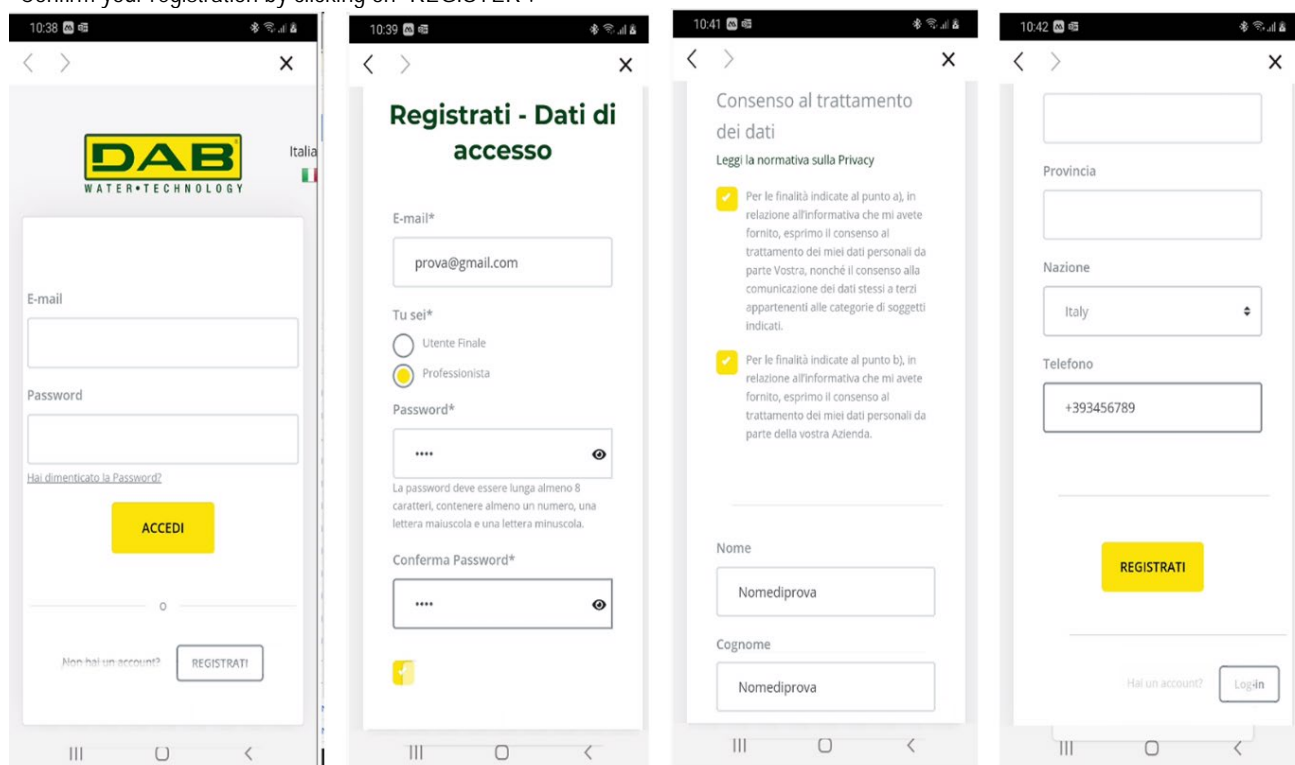 Confirm your registration by clicking on "REGISTER".
10:38
DAB
WATER•TECHNOLOGY
Italia
E-mail
Password
Hai dimenticato la Password?
ACCEDI
o
Non hai un account?
REGISTRATI
10:39
Registrati - Dati di
accesso
E-mail*
prova@gmail.com
Tu sei*
Utente Finale
Professionista
Password*
••••
La password deve essere lunga almeno 8
caratteri, contenere almeno un numero, una
lettera maiuscola e una lettera minuscola.
Conferma Password*
••••
10:41
Consenso al trattamento
dei dati
Leggi la normativa sulla Privacy
Per le finalità indicate al punto a), in
relazione all'informativa che mi avete
fornito, esprimo il consenso al
trattamento dei miei dati personali da
parte Vostra, nonché il consenso alla
comunicazione dei dati stessi a terzi
appartenenti alle categorie di soggetti
indicati.
Per le finalità indicate al punto b), in
relazione all'informativa che mi avete
fornito, esprimo il consenso al
trattamento dei miei dati personali da
parte della vostra Azienda.
Nome
Nomediprova
Cognome
Nomediprova
10:42
Provincia
Nazione
Italy
Telefono
+393456789
REGISTRATI
Hai un account?
Log-in